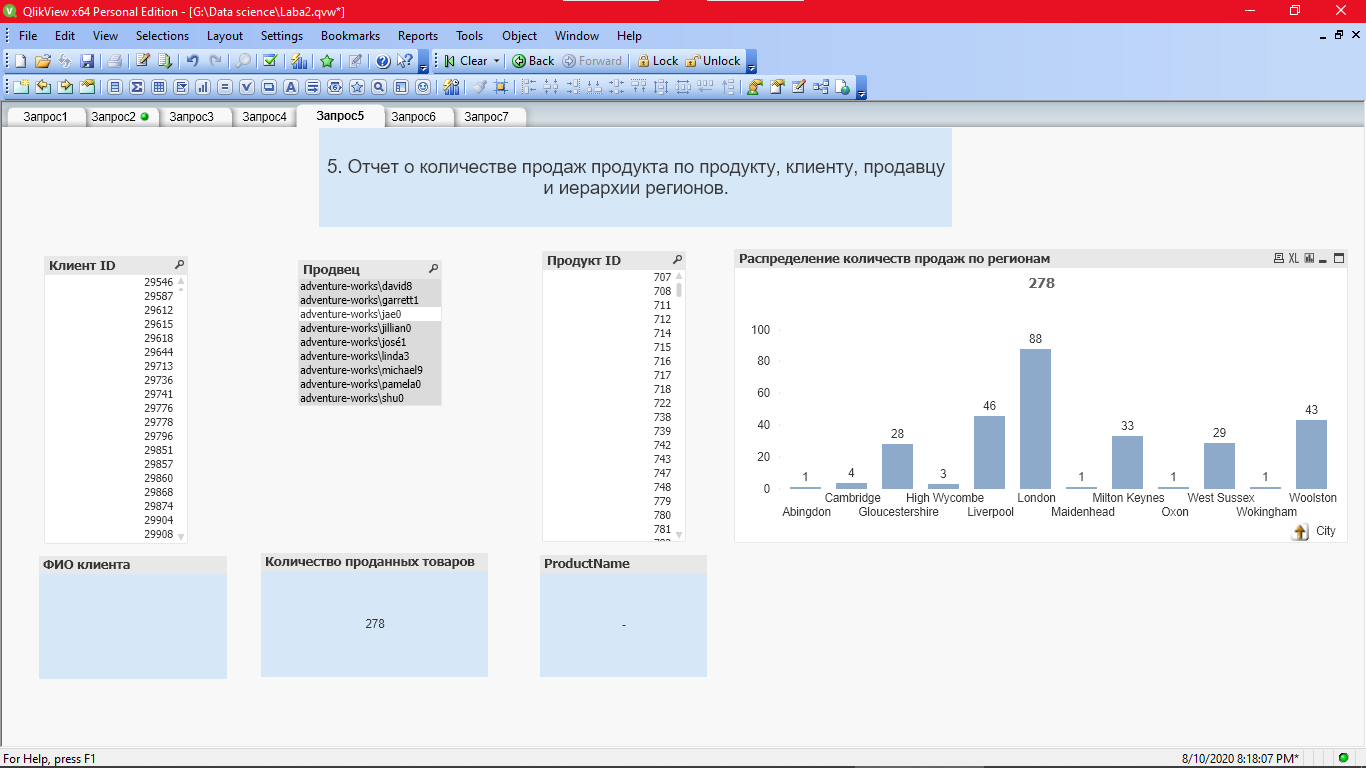 QlikView x64 Personal Edition - [G:\Data science\Laba2.qvw*]
File Edit View Selections Layout Settings Bookmarks Reports Tools Object Window Help
Clear Back Forward Lock Unlock
Запрос1 Запрос2 Запрос3 Запрос4 Запрос5 Запрос6 Запрос7
5. Отчет о количестве продаж продукта по продукту, клиенту, продавцу
и иерархии регионов.
Клиент ID
29546
29587
29612
29615
29618
29644
29713
29736
29741
29776
29778
29796
29851
29857
29860
29868
29874
29904
29908
Продвец
adventure-works\david8
adventure-works\garrett1
adventure-works\jae0
adventure-works\jillian0
adventure-works\josé1
adventure-works\linda3
adventure-works\michael9
adventure-works\pamela0
adventure-works\shu0
Продукт ID
707
708
711
712
714
715
716
717
718
722
738
739
742
743
747
748
779
780
781
Распределение количеств продаж по регионам
XL
278
100
80
60
40
20
0
1 4 28 3 46 88 1 33 1 29 1 43
Cambridge High Wycombe London Milton Keynes West Sussex Woolston
Abingdon Gloucestershire Liverpool Maidenhead Oxon Wokingham
City
ФИО клиента
Количество проданных товаров
278
ProductName
-
For Help, press F1
8/10/2020 8:18:07 PM*